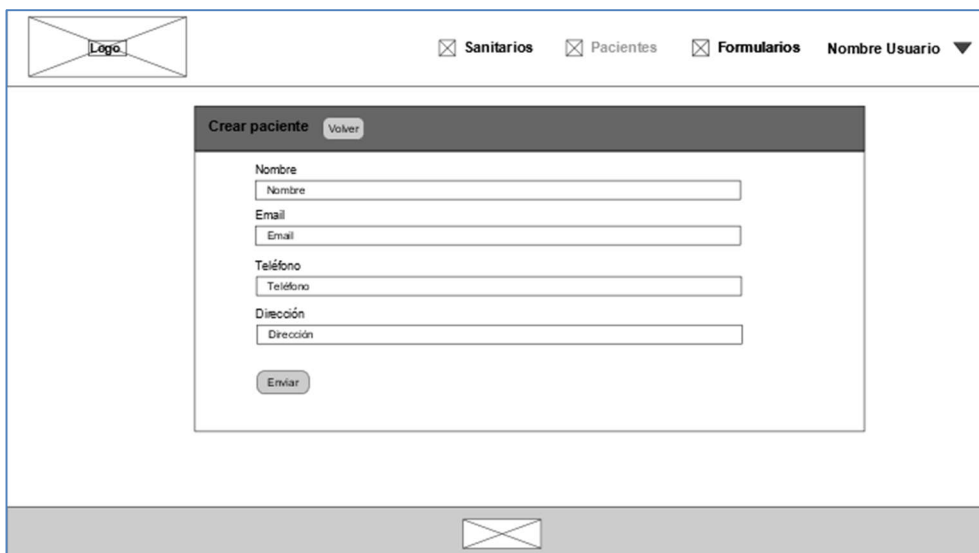 Logo
Sanitarios Pacientes Formularios Nombre Usuario
Crear paciente Volver
Nombre
Nombre
Email
Email
Teléfono
Teléfono
Dirección
Dirección
Enviar